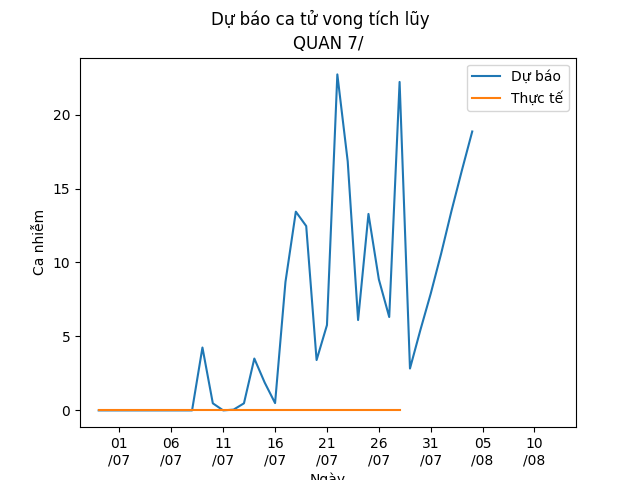 Dự báo ca tử vong tích lũy
QUAN 7/
Dự báo
Thực tế
Ca nhiễm
20
15
10
5
0
01 06 11 16 21 26 31 05 10
/07 /07 /07 /07 /07 /07 /07 /08 /08
Ngày